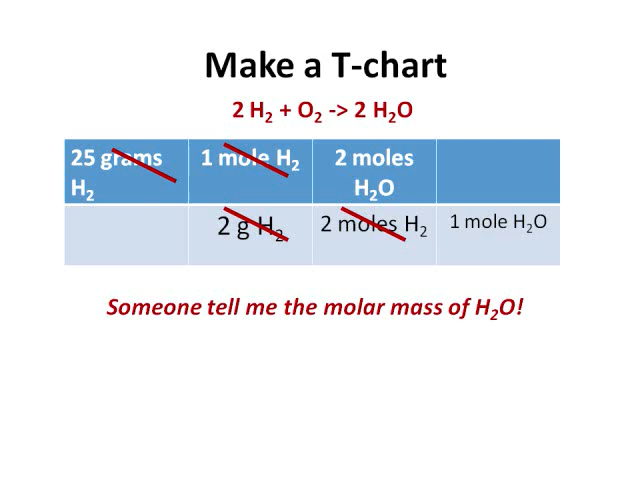 Make a T-chart
2 H₂ + O₂ -> 2 H₂O
25 grams 1 mole H₂ 2 moles
H₂ H₂O
2 g H₂ 2 moles H₂ 1 mole H₂O
Someone tell me the molar mass of H₂O!